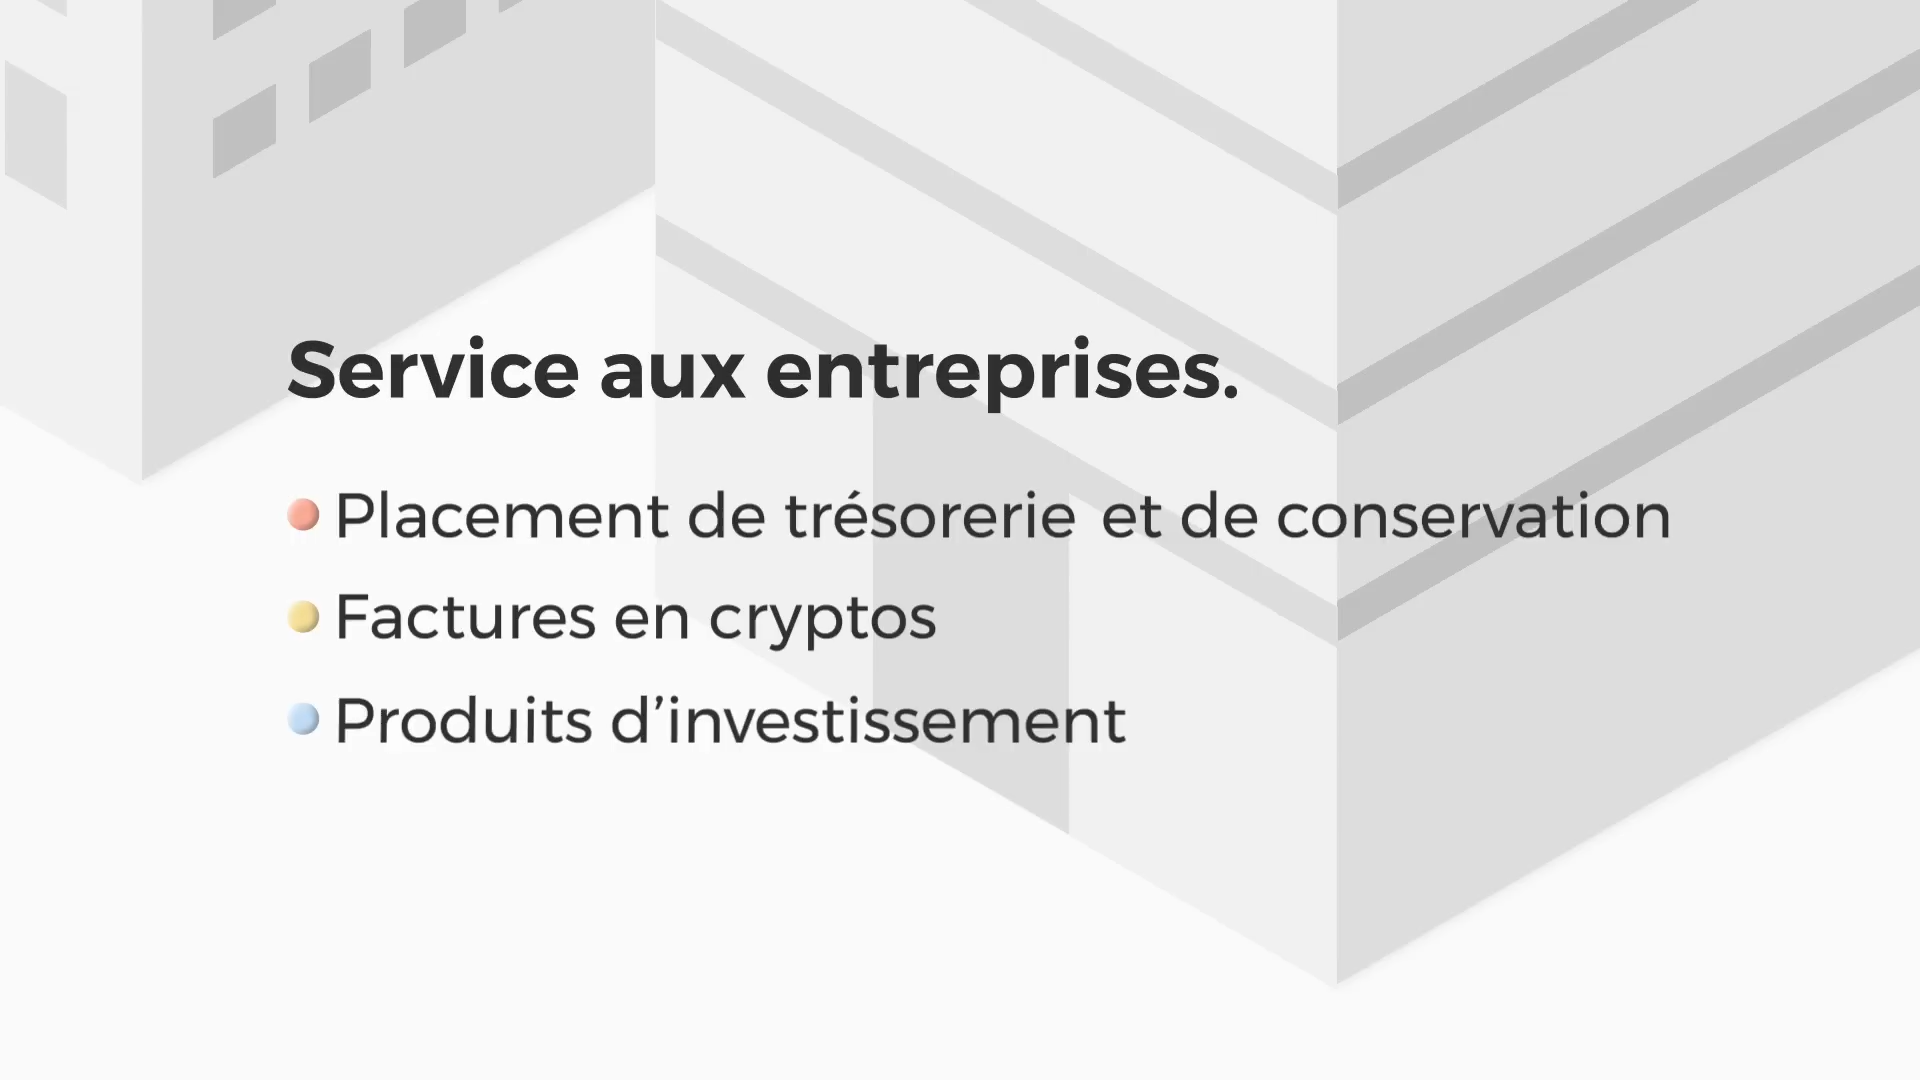 Service aux entreprises.
Placement de trésorerie et de conservation
Factures en cryptos
Produits d’investissement